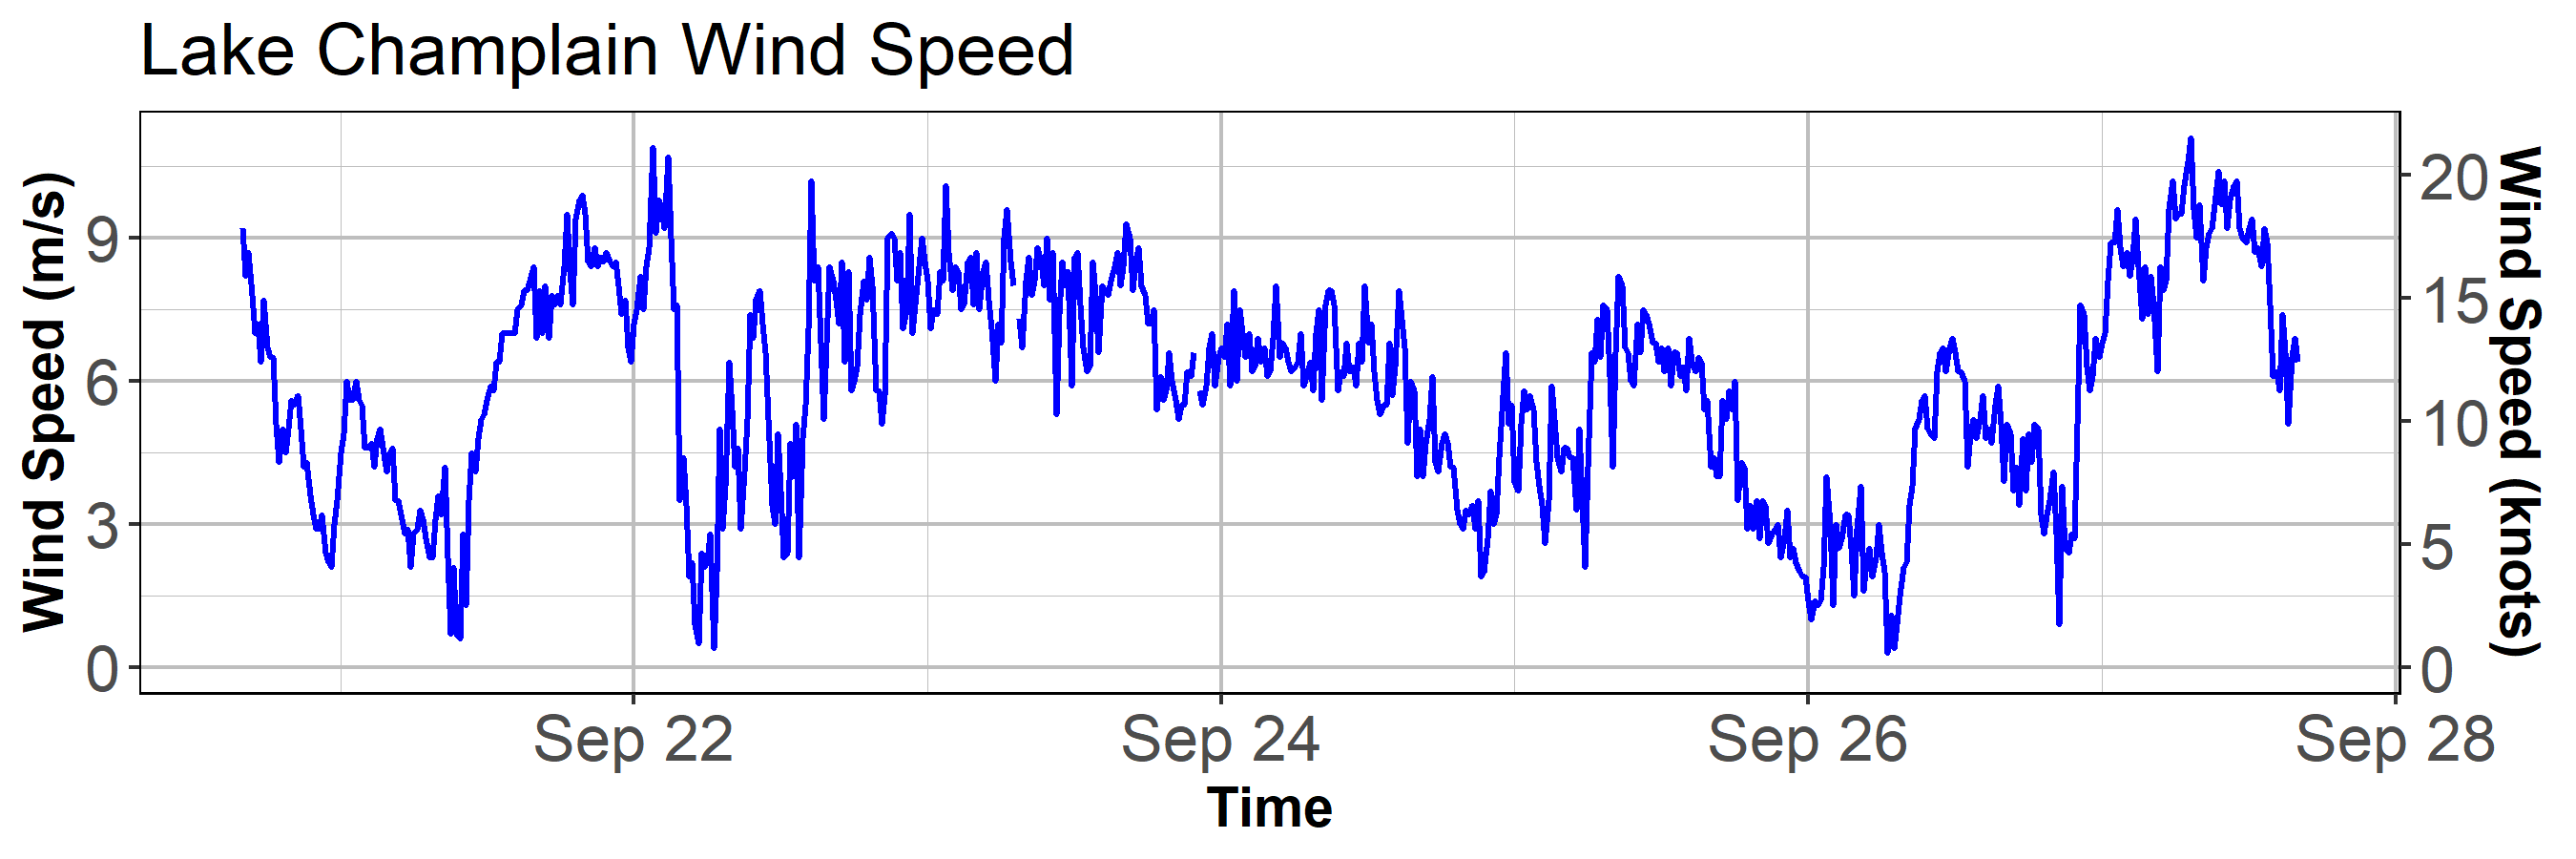 Lake Champlain Wind Speed
Wind Speed (m/s)
9
6
3
0
20
15
10
5
0
Wind Speed (knots)
Sep 22
Sep 24
Sep 26
Sep 28
Time